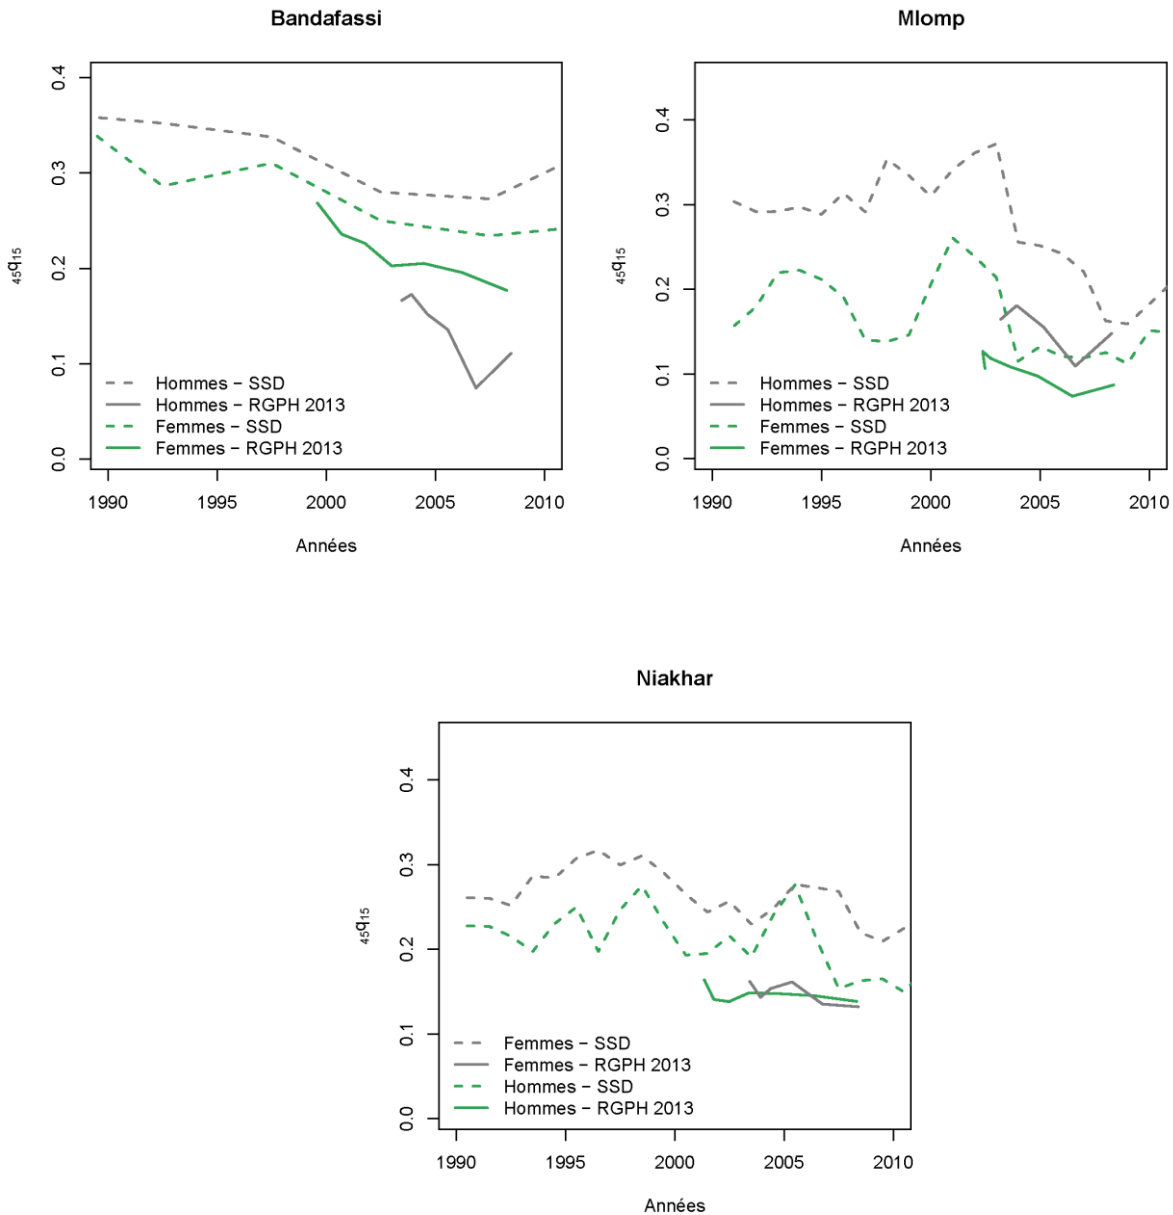 Bandafassi
0.4
0.3
0.2
0.1
0.0
45q15
Hommes – SSD
Hommes – RGPH 2013
Femmes – SSD
Femmes – RGPH 2013
1990 1995 2000 2005 2010
Années
Mlomp
0.4
0.3
0.2
0.1
0.0
45q15
Hommes – SSD
Hommes – RGPH 2013
Femmes – SSD
Femmes – RGPH 2013
1990 1995 2000 2005 2010
Années
Niakhar
0.4
0.3
0.2
0.1
0.0
45q15
Femmes – SSD
Femmes – RGPH 2013
Hommes – SSD
Hommes – RGPH 2013
1990 1995 2000 2005 2010
Années